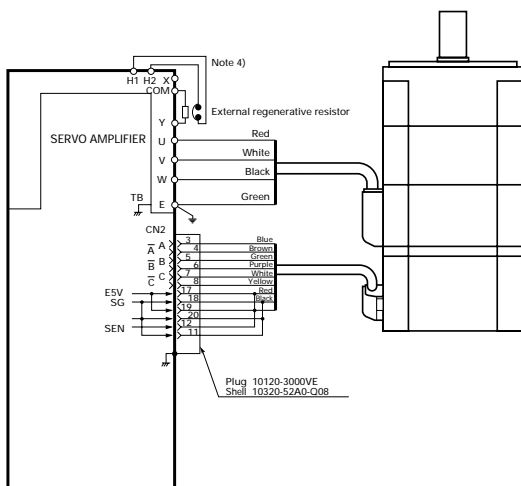 Note 4)
H1 H2 X
COM
External regenerative resistor
Y
SERVO AMPLIFIER
U Red
V White
W Black
TB E Green
CN2
A 3 Blue
A 4 Brown
B 5 Green
B 6 Purple
C 7 White
C 8 Yellow
E5V 17 Red
SG 18 Black
19
20
SEN 12
11
Plug 10120-3000VE
Shell 10320-52A0-Q08